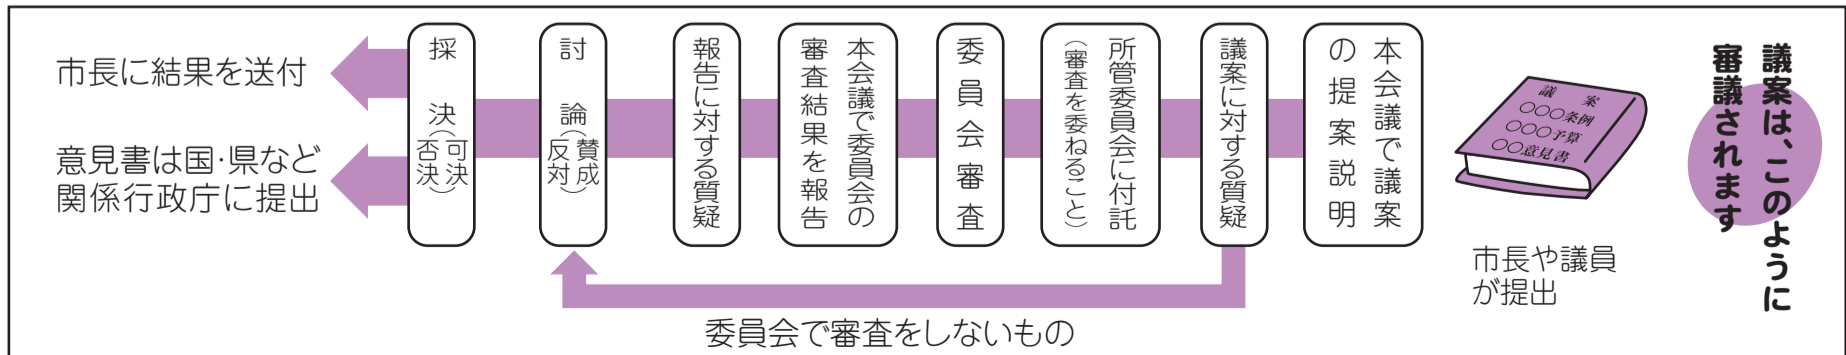 議案は、このように
審議されます
議案
○○○条例
○○○予算
○○意見書
市長や議員
が提出
本会議で議案
の提案説明
議案に対する質疑
所管委員会に付託
(審査を委ねること)
委員会審査
本会議で委員会の
審査結果を報告
報告に対する質疑
討論(賛成
反対)
採決(可決
否決)
市長に結果を送付
意見書は国・県など
関係行政庁に提出
委員会で審査をしないもの